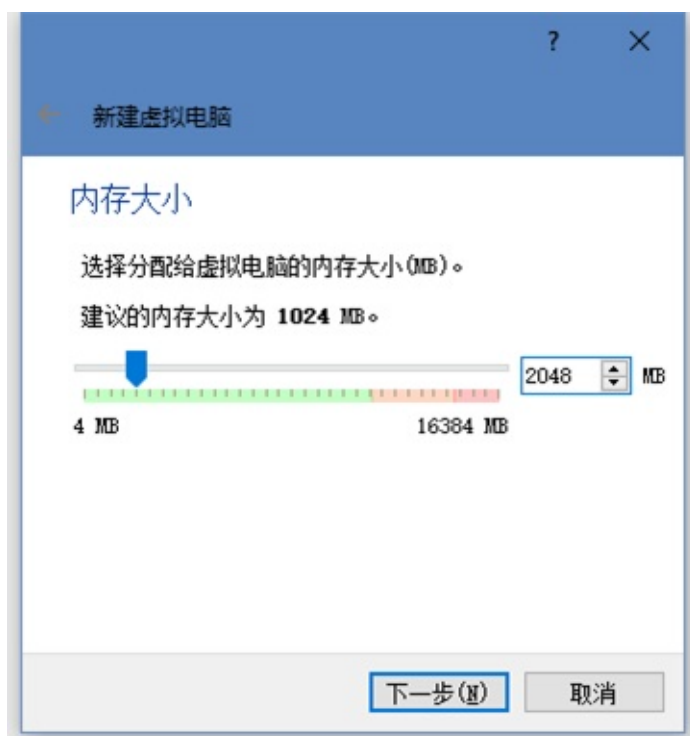 ?
新建虚拟电脑
内存大小
选择分配给虚拟电脑的内存大小(MB)。
建议的内存大小为 1024 MB。
2048 MB
4 MB 16384 MB
下一步(N) 取消